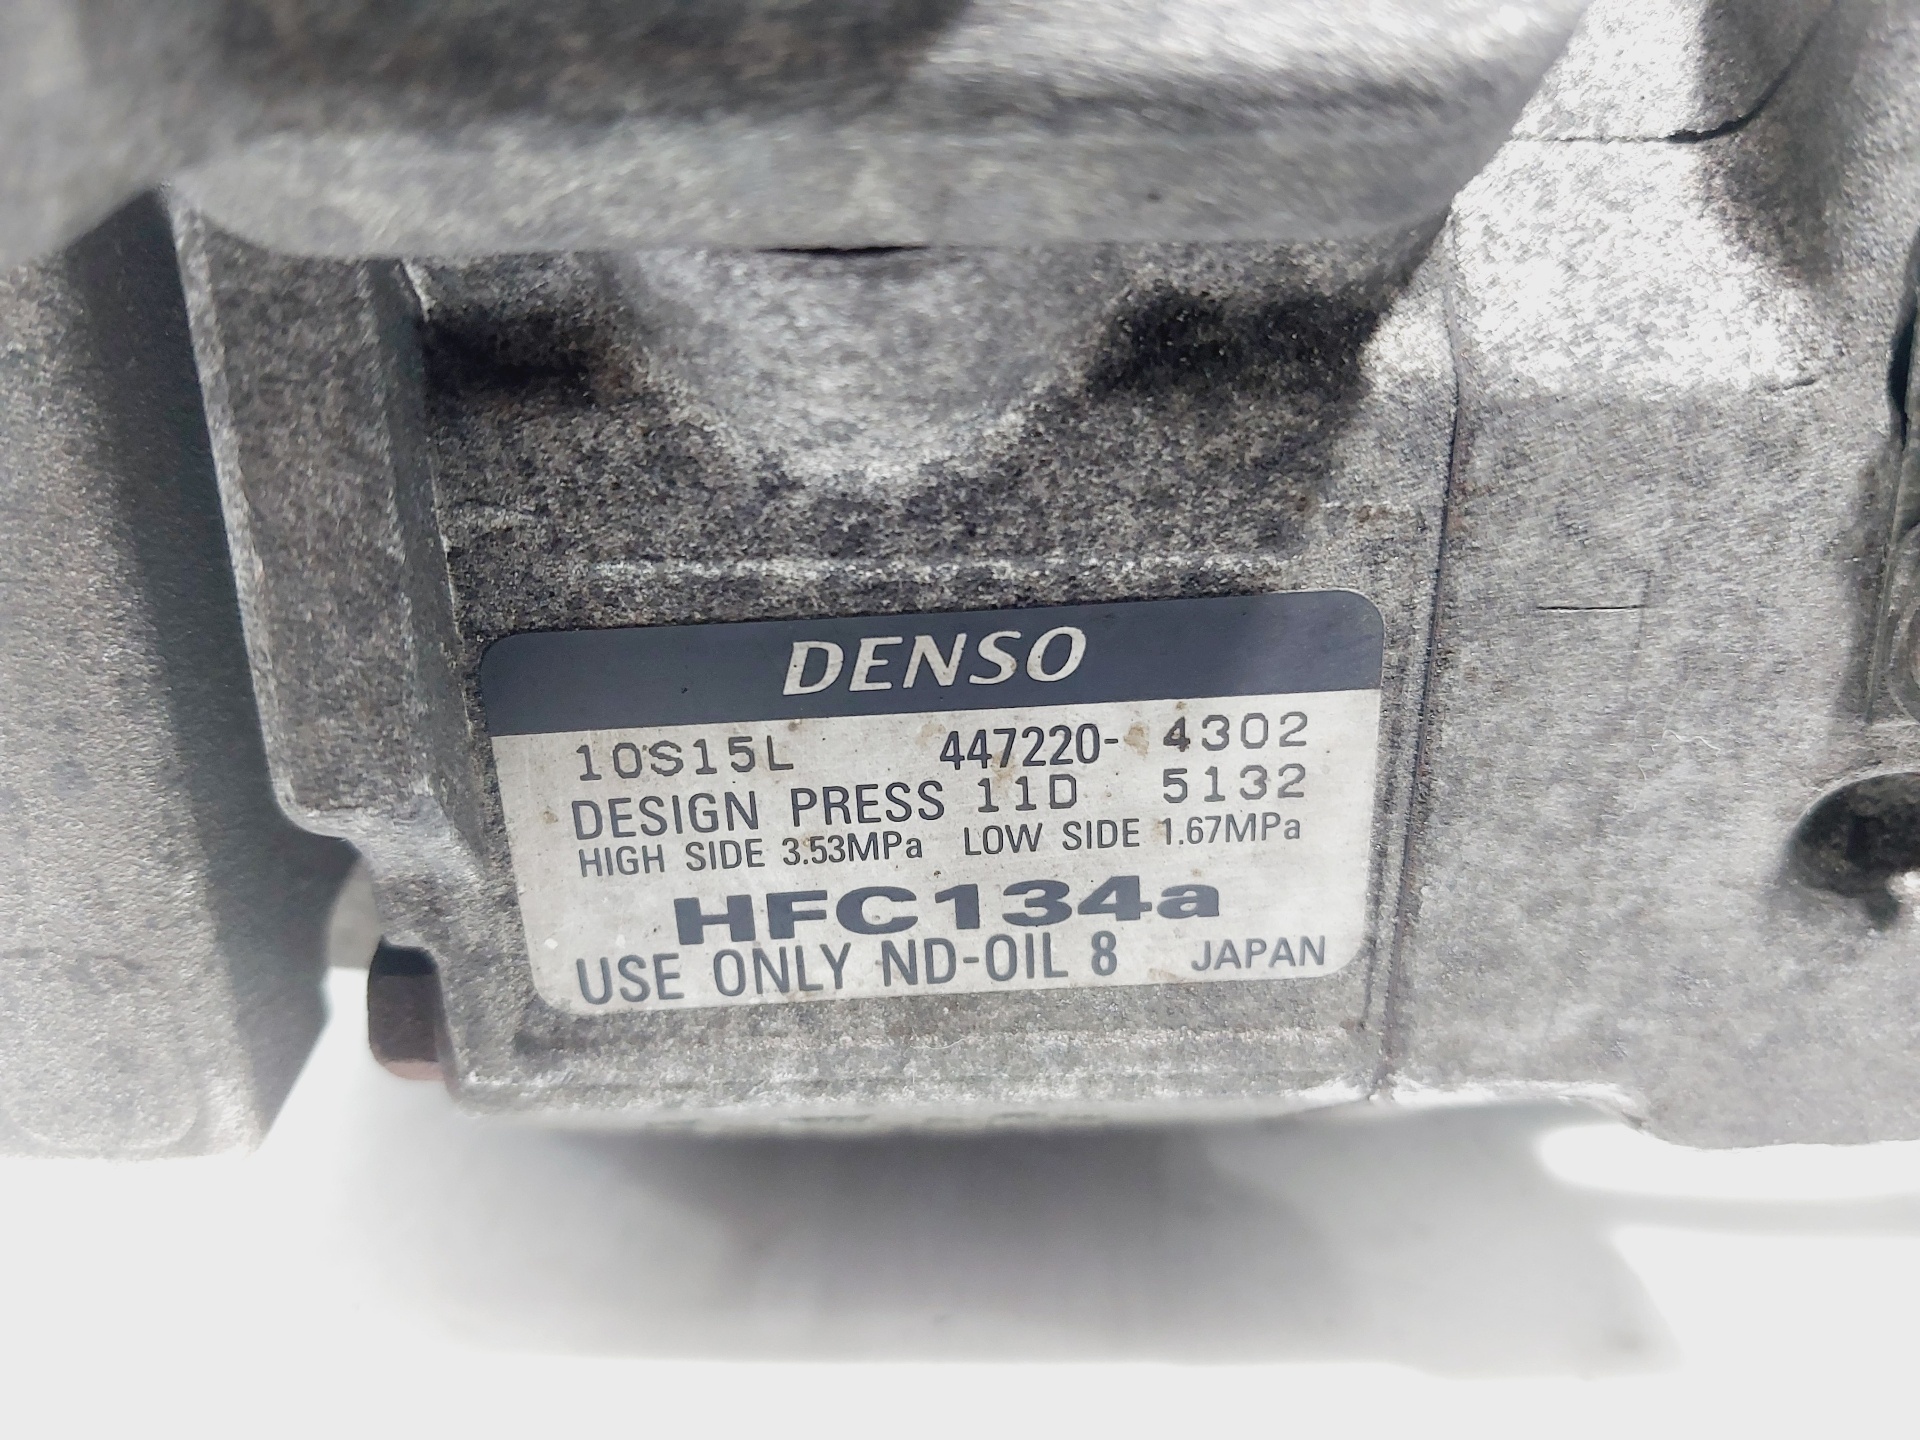 DENSO
10S15L 447220- 4302
DESIGN PRESS 11D 5132
HIGH SIDE 3.53MPa LOW SIDE 1.67MPa
HFC134a
USE ONLY ND-OIL 8 JAPAN